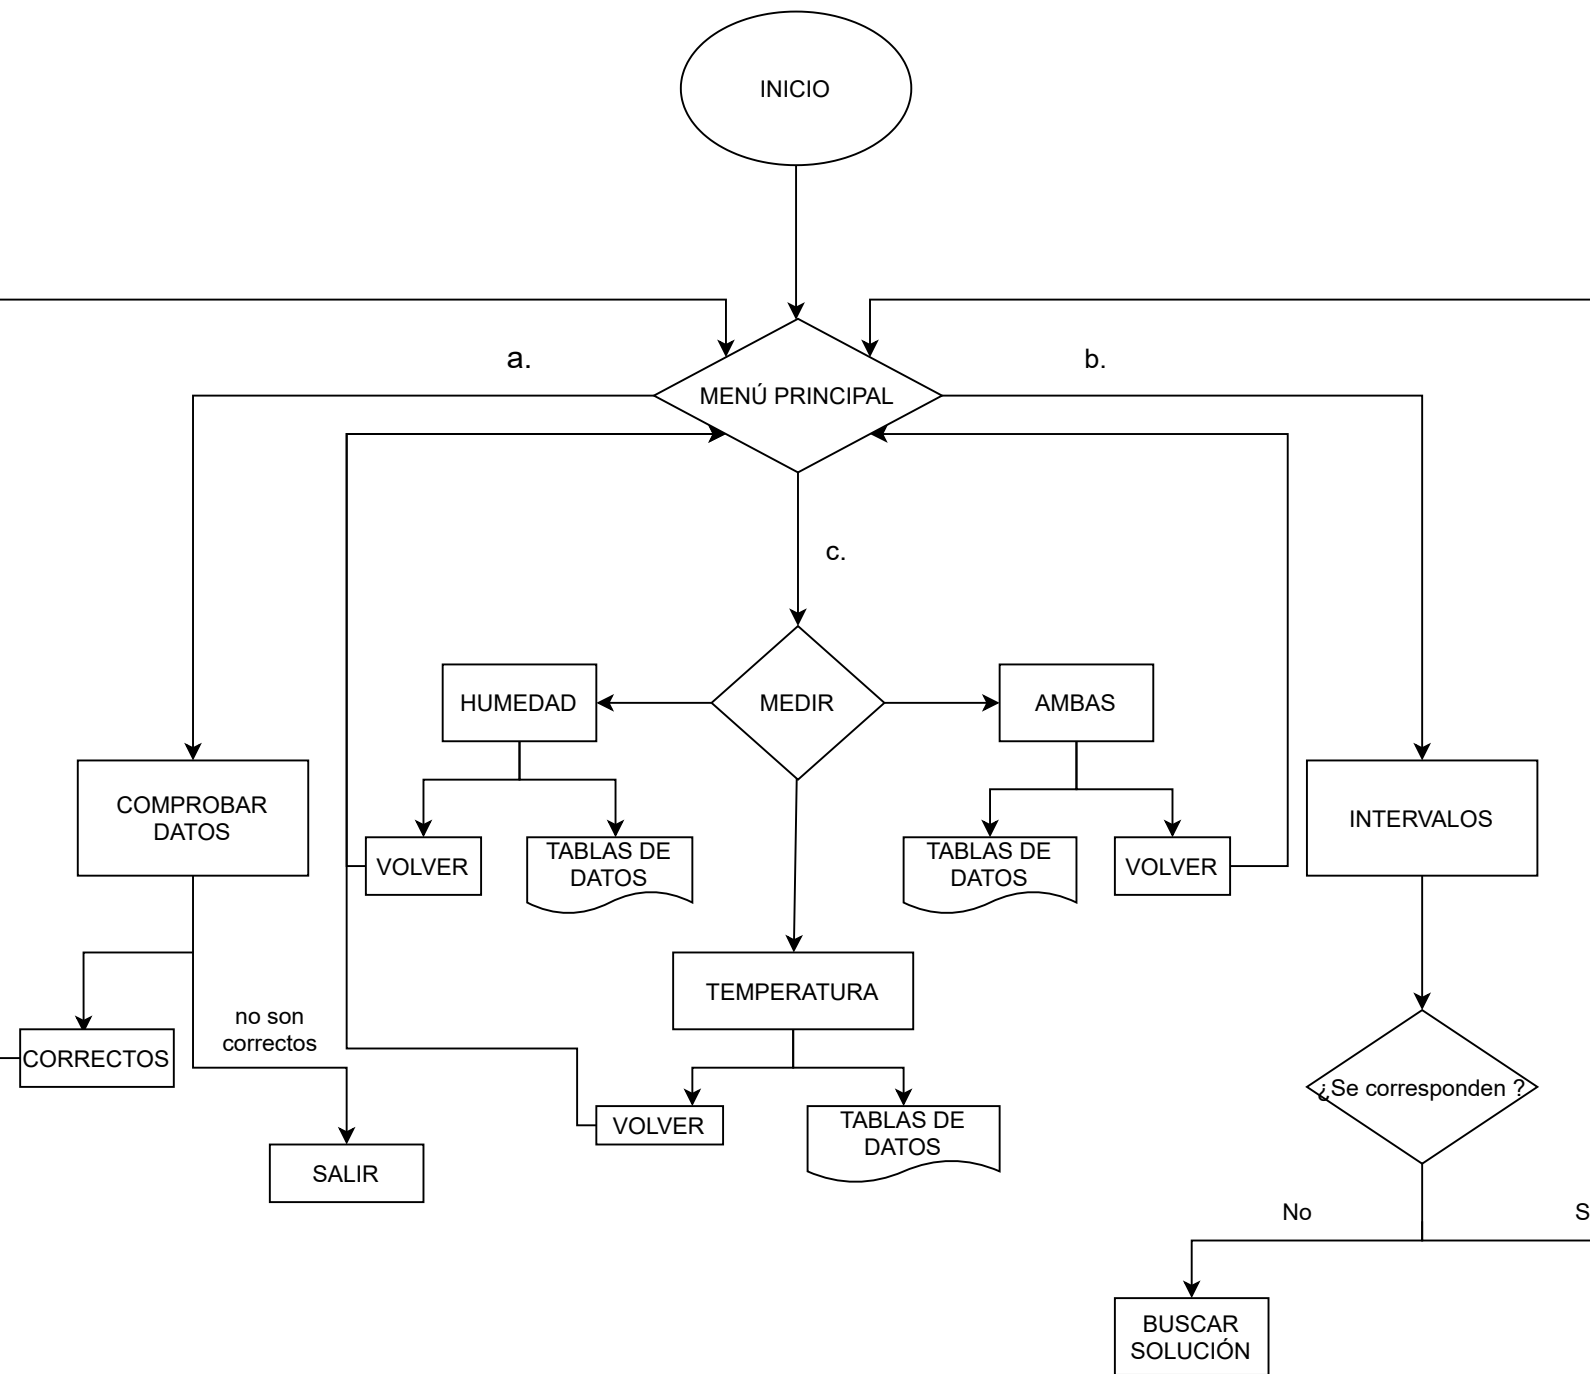 INICIO
a.
b.
MENÚ PRINCIPAL
c.
HUMEDAD
MEDIR
AMBAS
COMPROBAR
DATOS
INTERVALOS
VOLVER
TABLAS DE
DATOS
TABLAS DE
DATOS
VOLVER
TEMPERATURA
no son
correctos
CORRECTOS
¿Se corresponden ?
VOLVER
TABLAS DE
DATOS
SALIR
No
S
BUSCAR
SOLUCIÓN